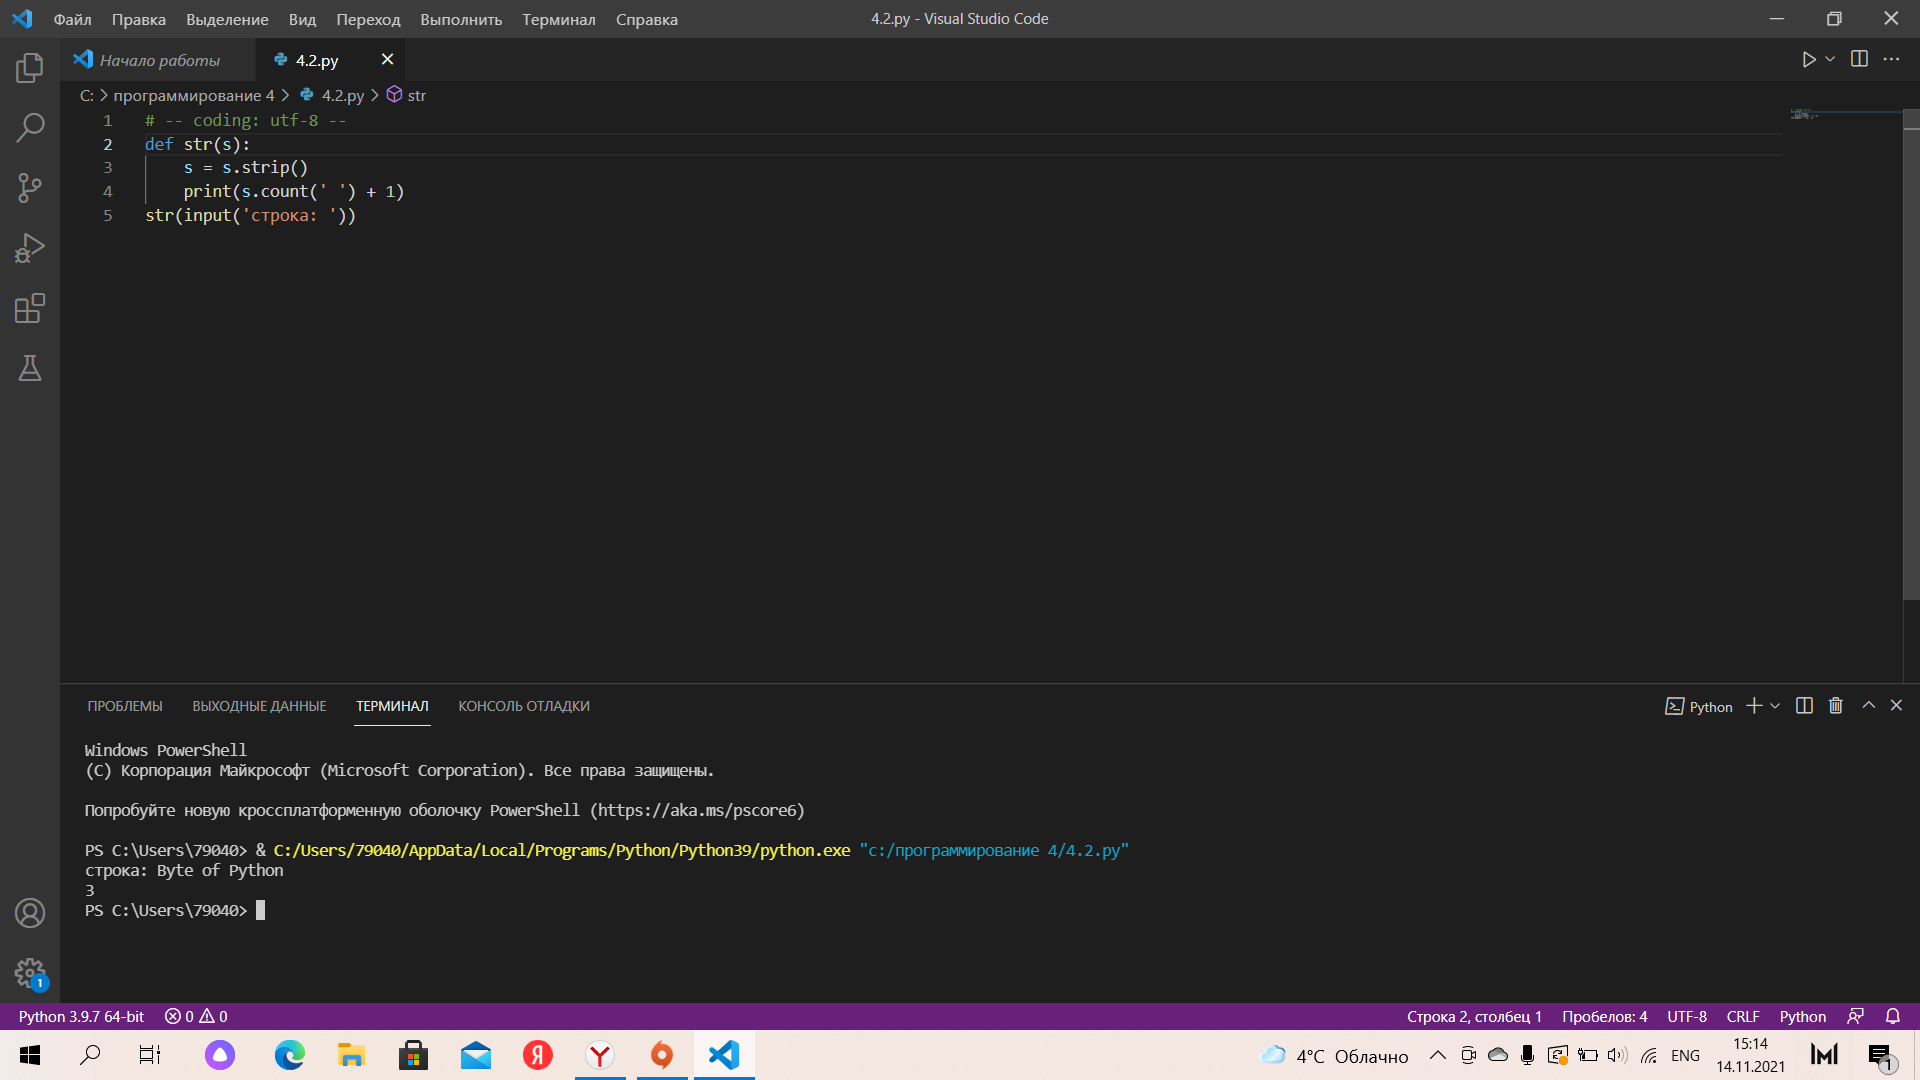 Файл Правка Выделение Вид Переход Выполнить Терминал Справка 4.2.py - Visual Studio Code
Начало работы 4.2.py
C: > программирование 4 > 4.2.py > str
1 # -- coding: utf-8 --
2 def str(s):
3 s = s.strip()
4 print(s.count(' ') + 1)
5 str(input('строка: '))
ПРОБЛЕМЫ ВЫХОДНЫЕ ДАННЫЕ ТЕРМИНАЛ КОНСОЛЬ ОТЛАДКИ Python
Windows PowerShell
(C) Корпорация Майкрософт (Microsoft Corporation). Все права защищены.
Попробуйте новую кроссплатформенную оболочку PowerShell (https://aka.ms/pscore6)
PS C:\Users\79040> & C:/Users/79040/AppData/Local/Programs/Python/Python39/python.exe "c:/программирование 4/4.2.py"
строка: Byte of Python
3
PS C:\Users\79040>
1
Python 3.9.7 64-bit 0 0 Строка 2, столбец 1 Пробелов: 4 UTF-8 CRLF Python
Я Y 4°C Облачно ENG 15:14
14.11.2021
1